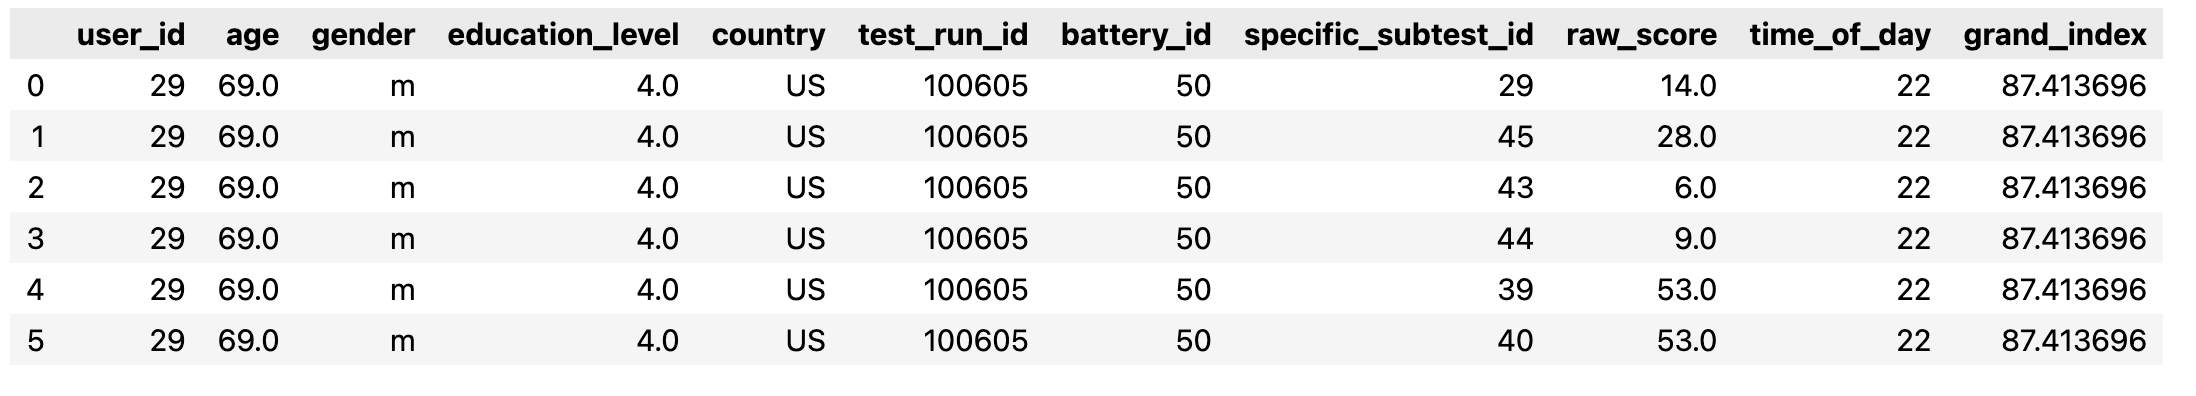 user_id age gender education_level country test_run_id battery_id specific_subtest_id raw_score time_of_day grand_index
0 29 69.0 m 4.0 US 100605 50 29 14.0 22 87.413696
1 29 69.0 m 4.0 US 100605 50 45 28.0 22 87.413696
2 29 69.0 m 4.0 US 100605 50 43 6.0 22 87.413696
3 29 69.0 m 4.0 US 100605 50 44 9.0 22 87.413696
4 29 69.0 m 4.0 US 100605 50 39 53.0 22 87.413696
5 29 69.0 m 4.0 US 100605 50 40 53.0 22 87.413696